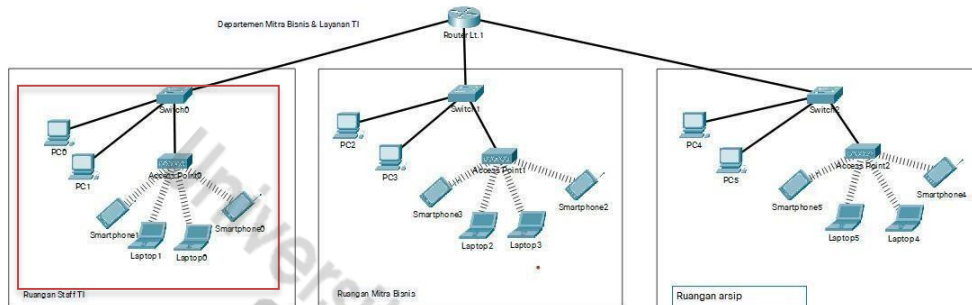 Departemen Mitra Bisnis & Layanan TI
Router Lt.1
Switch0
Switch1
Switch2
PC0
PC1
PC2
PC3
PC4
PC5
Access Point0
Access Point1
Access Point2
Smartphone1
Smartphone0
Smartphone3
Smartphone2
Smartphone5
Smartphone4
Laptop1
Laptop0
Laptop2
Laptop3
Laptop5
Laptop4
Ruangan Staff TI
Ruangan Mitra Bisnis
Ruangan arsip